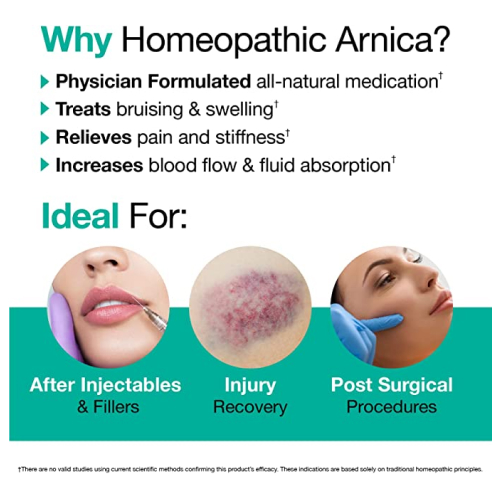 Why Homeopathic Arnica?
Physician Formulated all-natural medication†
Treats bruising & swelling†
Relieves pain and stiffness†
Increases blood flow & fluid absorption†
Ideal For:
After Injectables
& Fillers
Injury
Recovery
Post Surgical
Procedures
†There are no valid studies using current scientific methods confirming this product's efficacy. These indications are based solely on traditional homeopathic principles.